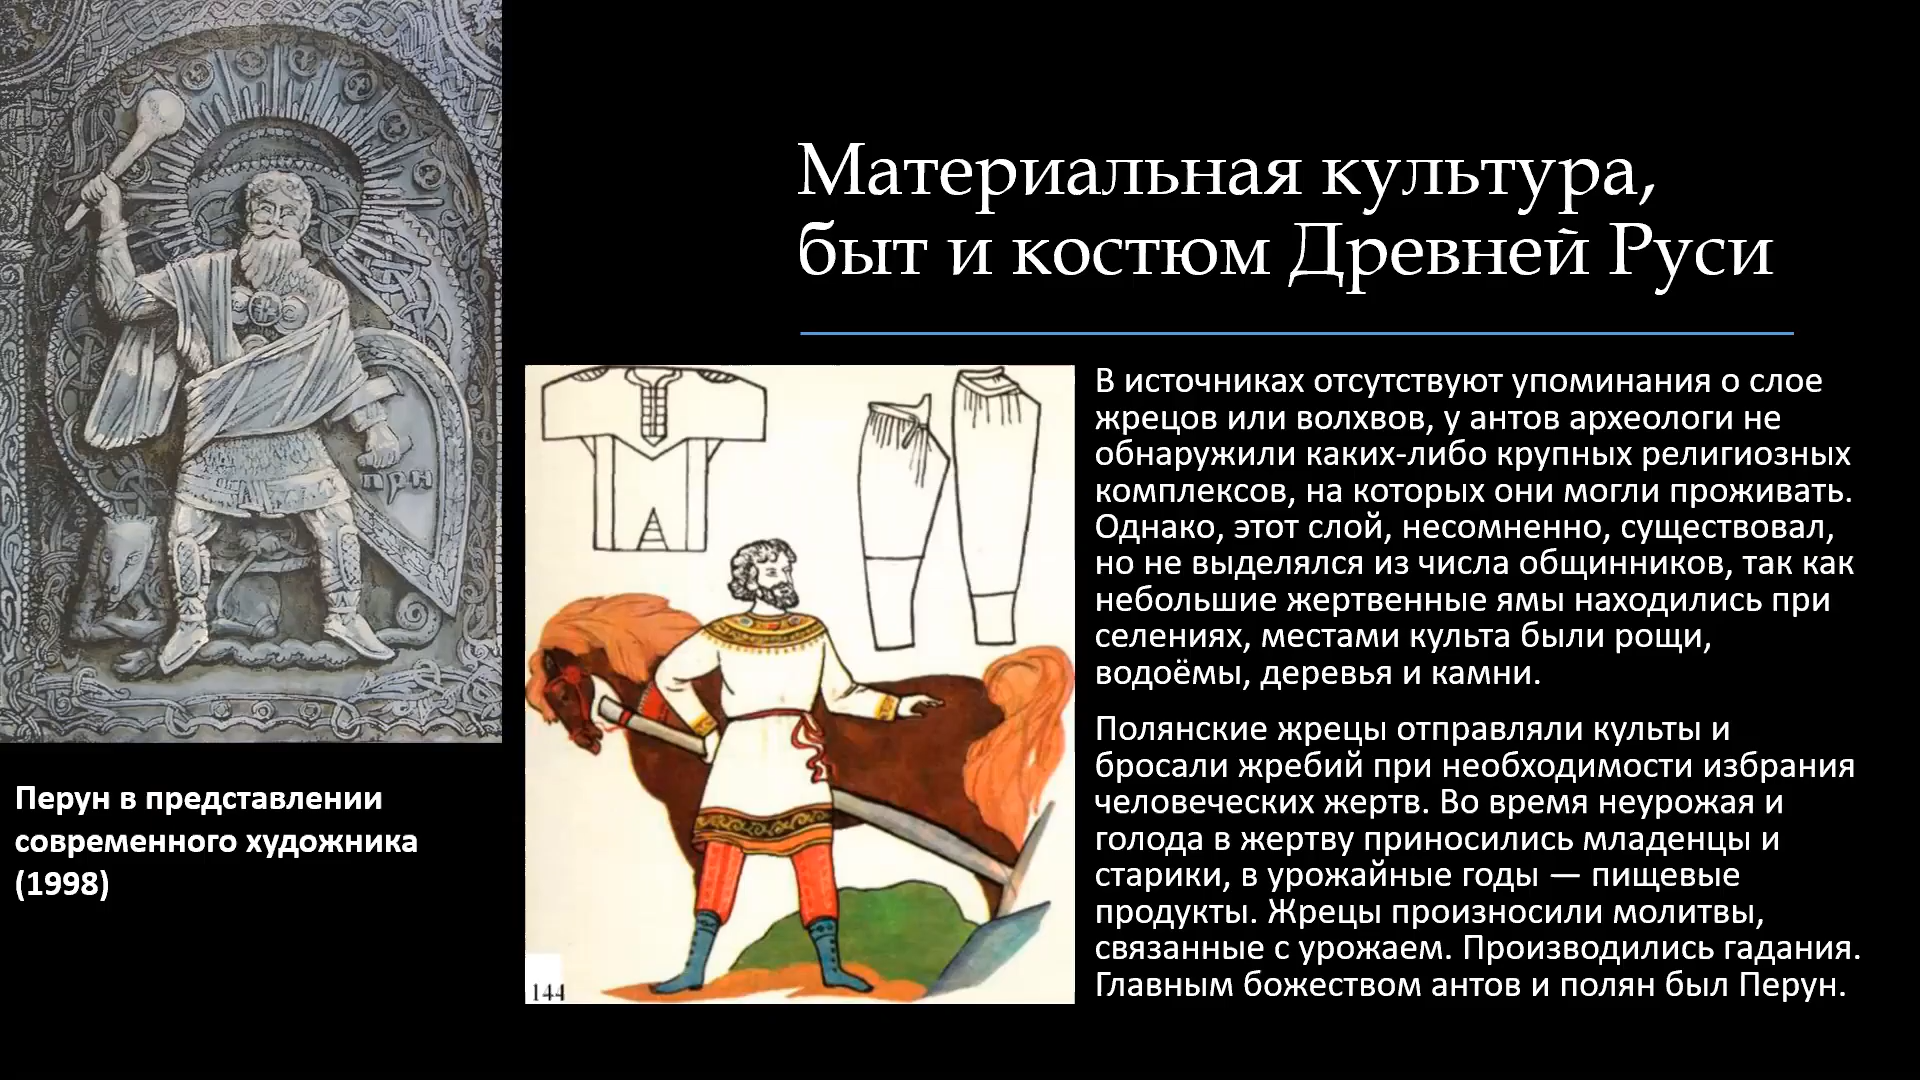 Материальная культура,
быт и костюм Древней Руси
В источниках отсутствуют упоминания о слое
жрецов или волхвов, у антов археологи не
обнаружили каких-либо крупных религиозных
комплексов, на которых они могли проживать.
Однако, этот слой, несомненно, существовал,
но не выделялся из числа общинников, так как
небольшие жертвенные ямы находились при
селениях, местами культа были рощи,
водоёмы, деревья и камни.
Полянские жрецы отправляли культы и
бросали жребий при необходимости избрания
человеческих жертв. Во время неурожая и
голода в жертву приносились младенцы и
старики, в урожайные годы — пищевые
продукты. Жрецы произносили молитвы,
связанные с урожаем. Производились гадания.
Главным божеством антов и полян был Перун.
Перун в представлении
современного художника
(1998)
прн
144